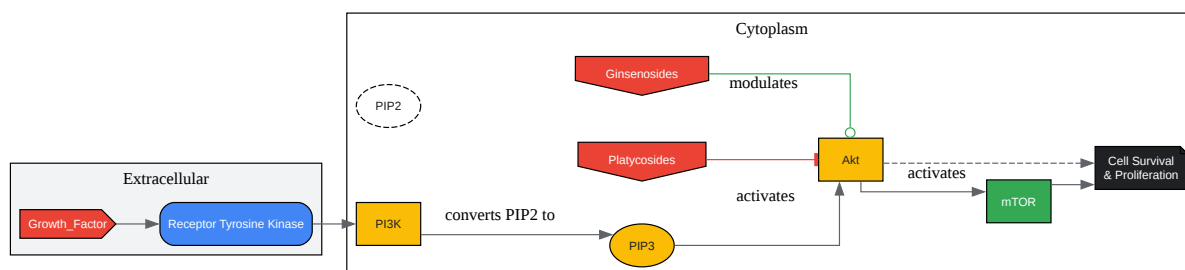 Cytoplasm
Ginsenosides
modulates
PIP2
Platycosides
Akt
Cell Survival
& Proliferation
Extracellular
activates
activates
mTOR
Growth_Factor
Receptor Tyrosine Kinase
PI3K
converts PIP2 to
PIP3